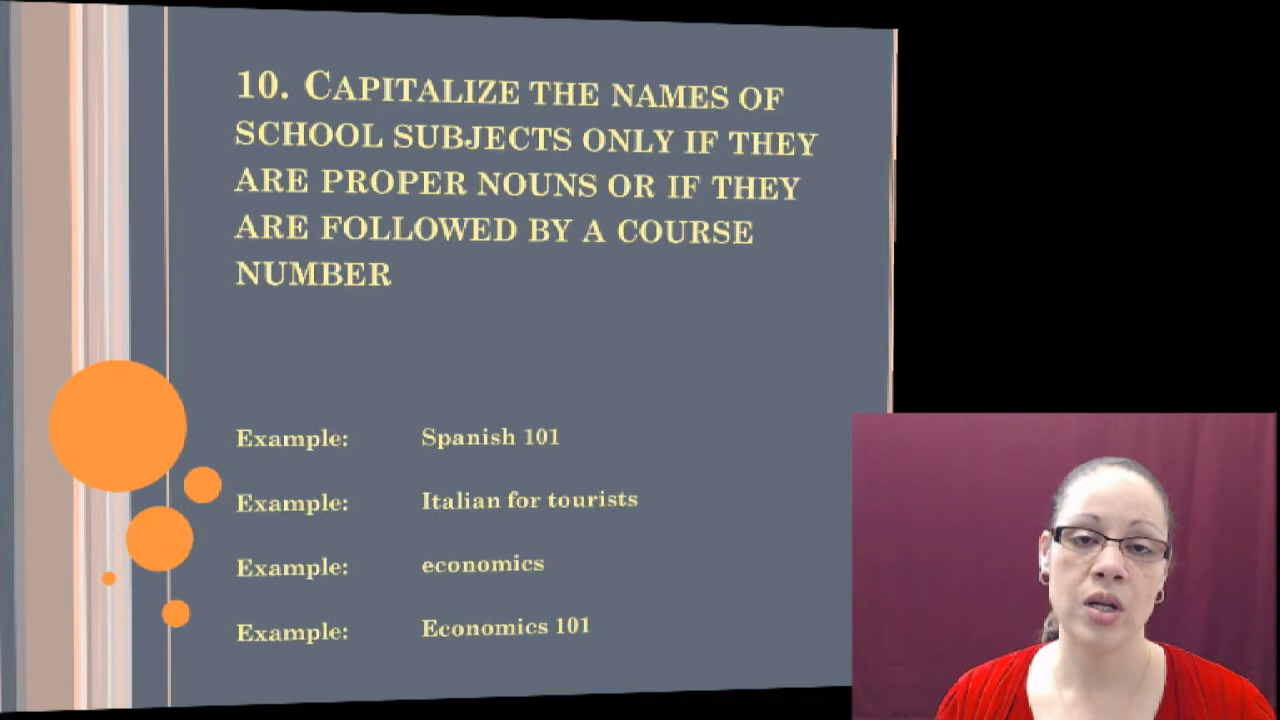 10. CAPITALIZE THE NAMES OF
SCHOOL SUBJECTS ONLY IF THEY
ARE PROPER NOUNS OR IF THEY
ARE FOLLOWED BY A COURSE
NUMBER
Example: Spanish 101
Example: Italian for tourists
Example: economics
Example: Economics 101